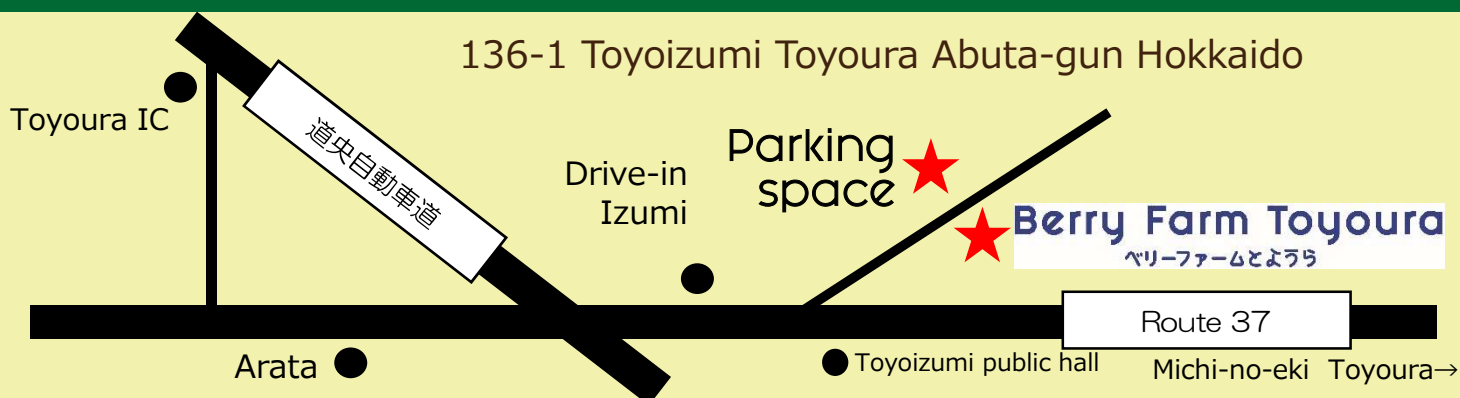 136-1 Toyoizumi Toyoura Abuta-gun Hokkaido
Toyoura IC
道央自動車道
Drive-in
Izumi
Parking
space
Berry Farm Toyoura
ベリーファームとようら
Route 37
Arata
Toyoizumi public hall
Michi-no-eki Toyoura→